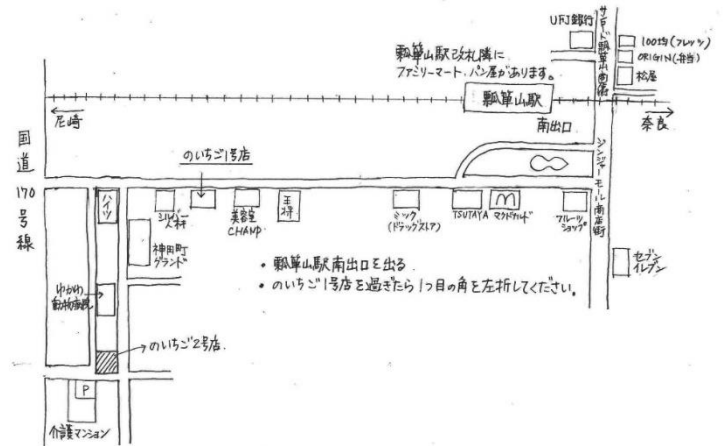 UFJ銀行
サンロード瓢箪山商店街
100均(フレッツ)
ORIGIN(弁当)
松屋
瓢箪山駅改札隣に
ファミリーマート、パン屋があります。
瓢箪山駅
尼崎
南出口
奈良
国道170号線
のいちご1号店
ジンジャーモール商店街
ハイツ
シルバー人材
美容室
CHAMP
王将
ミック
(ドラッグストア)
TSUTAYA
マクドナルド
フルーツ
ショップ
神田町
グランド
セブン
イレブン
・瓢箪山駅南出口を出る
・のいちご1号店を過ぎたら1つ目の角を左折してください。
ゆかわ
動物病院
のいちご2号店
P
介護マンション